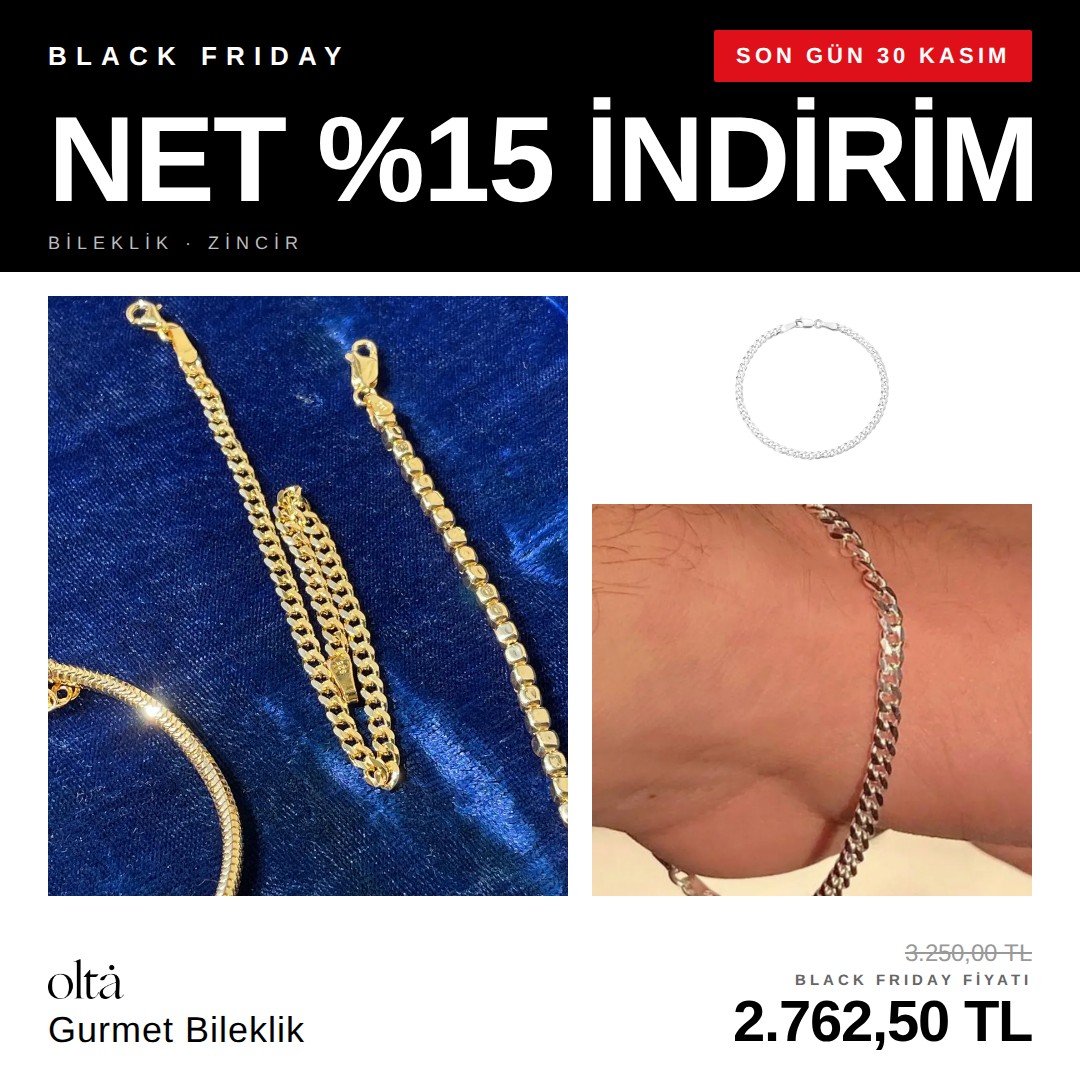 BLACK FRIDAY
SON GÜN 30 KASIM
NET %15 İNDİRİM
BİLEKLİK · ZİNCİR
3.250,00 TL
BLACK FRIDAY FİYATI
2.762,50 TL
olta
Gurmet Bileklik